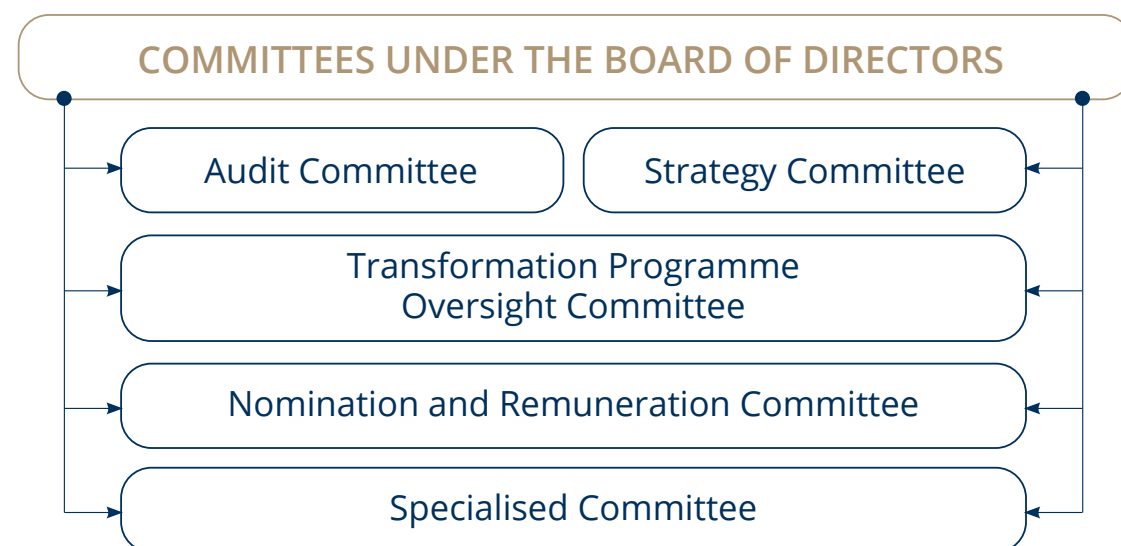 COMMITTEES UNDER THE BOARD OF DIRECTORS
Audit Committee
Strategy Committee
Transformation Programme
Oversight Committee
Nomination and Remuneration Committee
Specialised Committee